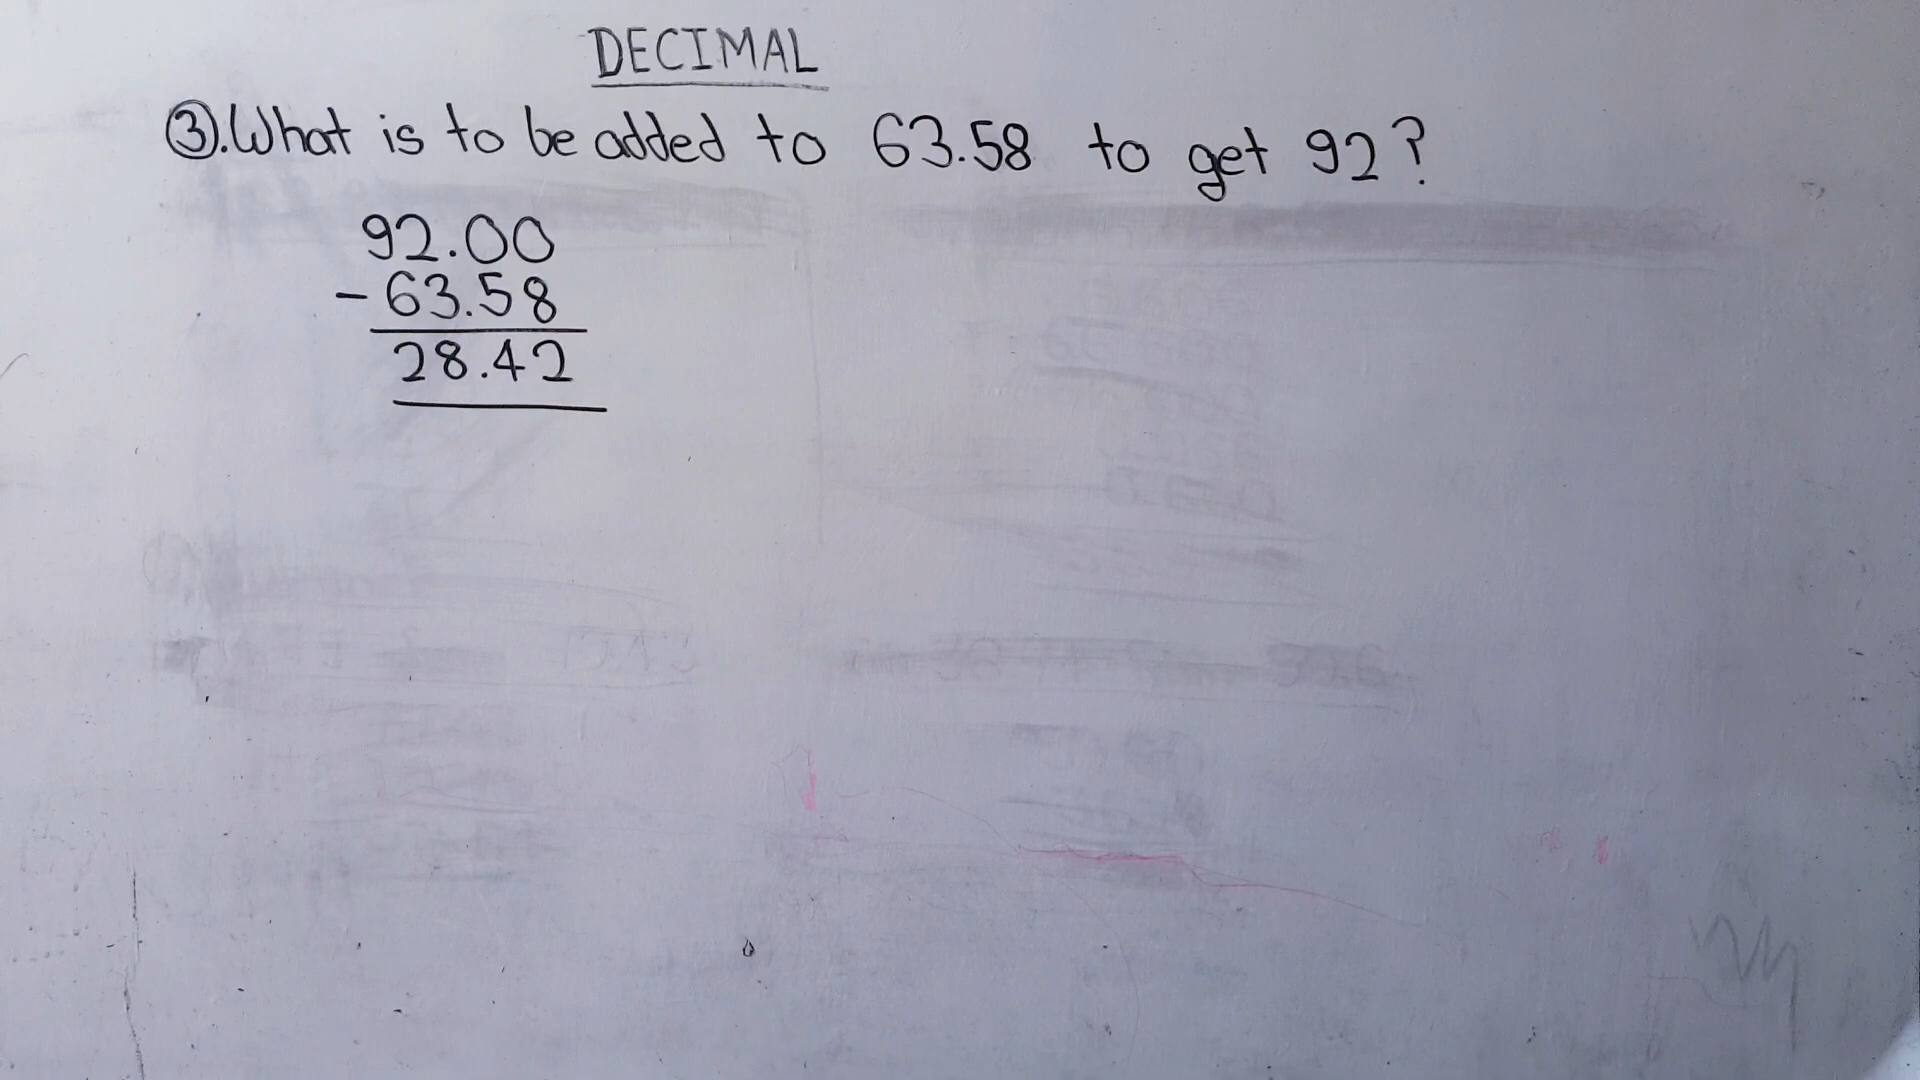 DECIMAL
③.What is to be added to 63.58 to get 92?
92.00
- 63.58
28.42